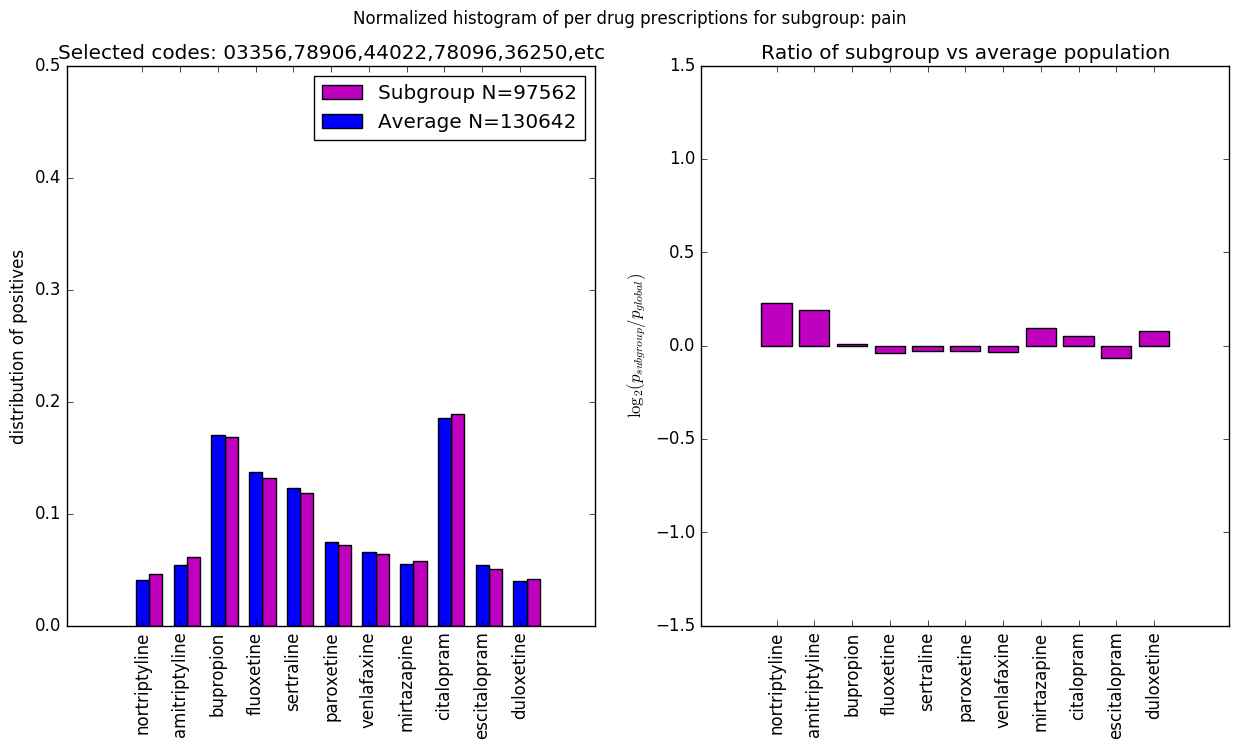 Normalized histogram of per drug prescriptions for subgroup: pain
Selected codes: 03356,78906,44022,78096,36250,etc
Subgroup N=97562
Average N=130642
distribution of positives
0.5
0.4
0.3
0.2
0.1
0.0
nortriptyline
amitriptyline
bupropion
fluoxetine
sertraline
paroxetine
venlafaxine
mirtazapine
citalopram
escitalopram
duloxetine
Ratio of subgroup vs average population
log2(psubgroup/pglobal)
1.5
1.0
0.5
0.0
−0.5
−1.0
−1.5
nortriptyline
amitriptyline
bupropion
fluoxetine
sertraline
paroxetine
venlafaxine
mirtazapine
citalopram
escitalopram
duloxetine